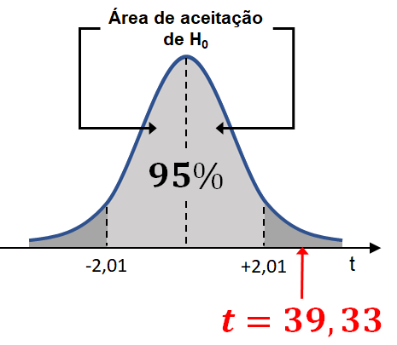 Área de aceitação
de H₀
95%
-2,01
+2,01
t
t = 39, 33